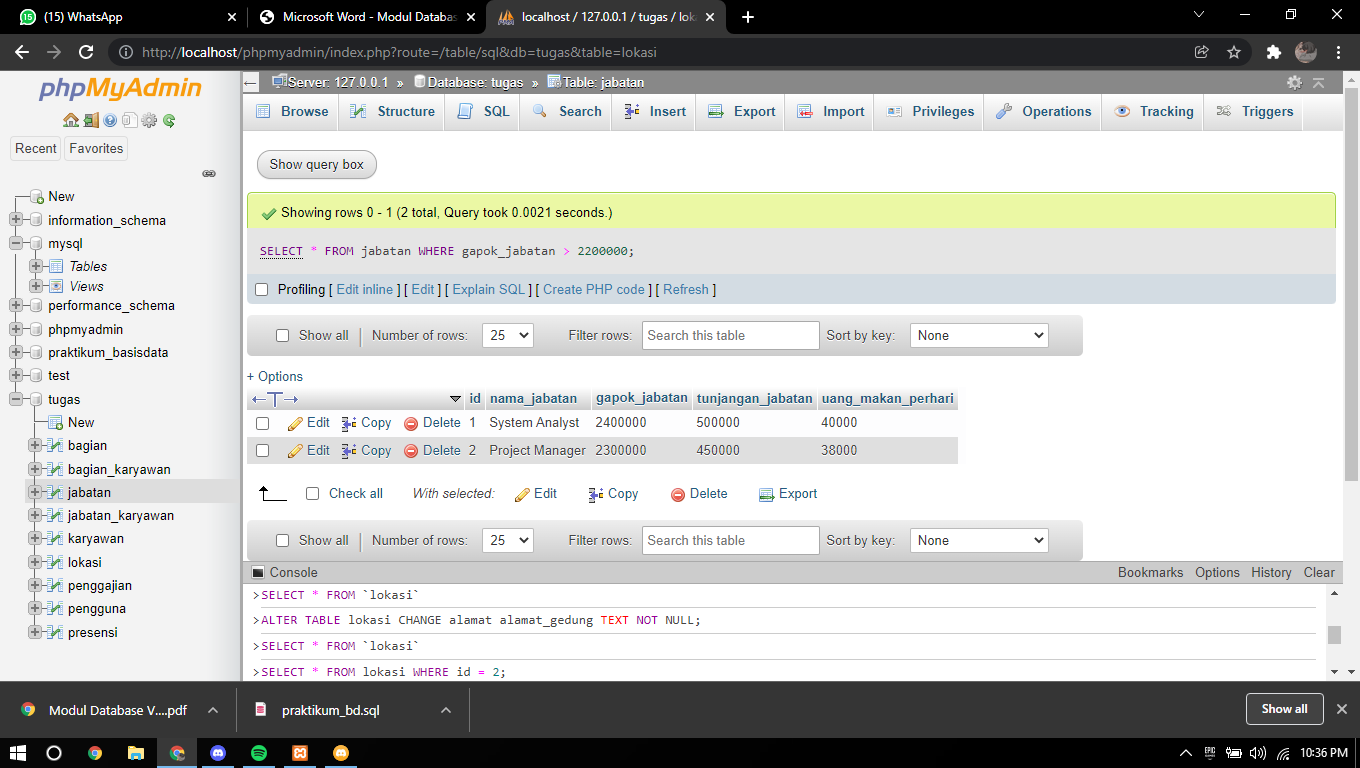 (15) WhatsApp
Microsoft Word - Modul Databas
localhost / 127.0.0.1 / tugas / lok
http://localhost/phpmyadmin/index.php?route=/table/sql&db=tugas&table=lokasi
phpMyAdmin
Recent Favorites
New
information_schema
mysql
Tables
Views
performance_schema
phpmyadmin
praktikum_basisdata
test
tugas
New
bagian
bagian_karyawan
jabatan
jabatan_karyawan
karyawan
lokasi
penggajian
pengguna
presensi
Server: 127.0.0.1 » Database: tugas » Table: jabatan
Browse Structure SQL Search Insert Export Import Privileges Operations Tracking Triggers
Show query box
Showing rows 0 - 1 (2 total, Query took 0.0021 seconds.)
SELECT * FROM jabatan WHERE gapok_jabatan > 2200000;
Profiling [ Edit inline ] [ Edit ] [ Explain SQL ] [ Create PHP code ] [ Refresh ]
Show all | Number of rows: 25 Filter rows: Search this table Sort by key: None
+ Options
←T→ id nama_jabatan gapok_jabatan tunjangan_jabatan uang_makan_perhari
Edit Copy Delete 1 System Analyst 2400000 500000 40000
Edit Copy Delete 2 Project Manager 2300000 450000 38000
Check all With selected: Edit Copy Delete Export
Show all | Number of rows: 25 Filter rows: Search this table Sort by key: None
Console Bookmarks Options History Clear
>SELECT * FROM `lokasi`
>ALTER TABLE lokasi CHANGE alamat alamat_gedung TEXT NOT NULL;
>SELECT * FROM `lokasi`
>SELECT * FROM lokasi WHERE id = 2;
Modul Database V....pdf
praktikum_bd.sql
Show all
10:36 PM